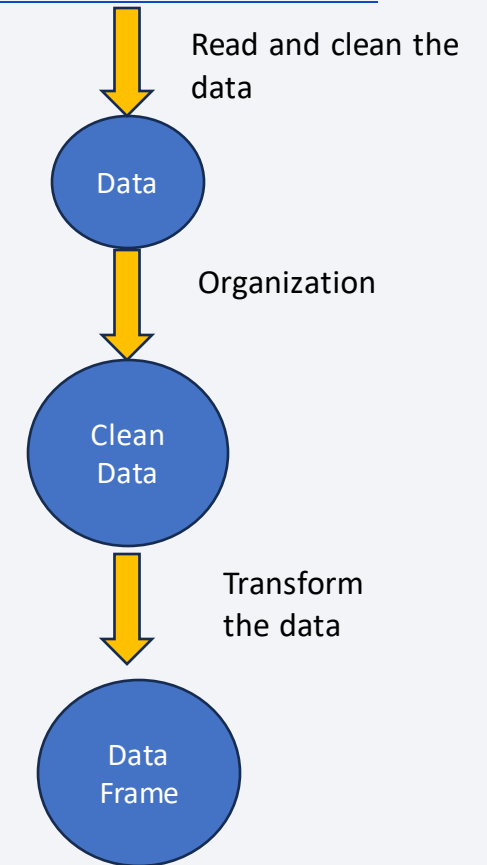 Read and clean the
data
Data
Organization
Clean
Data
Transform
the data
Data
Frame